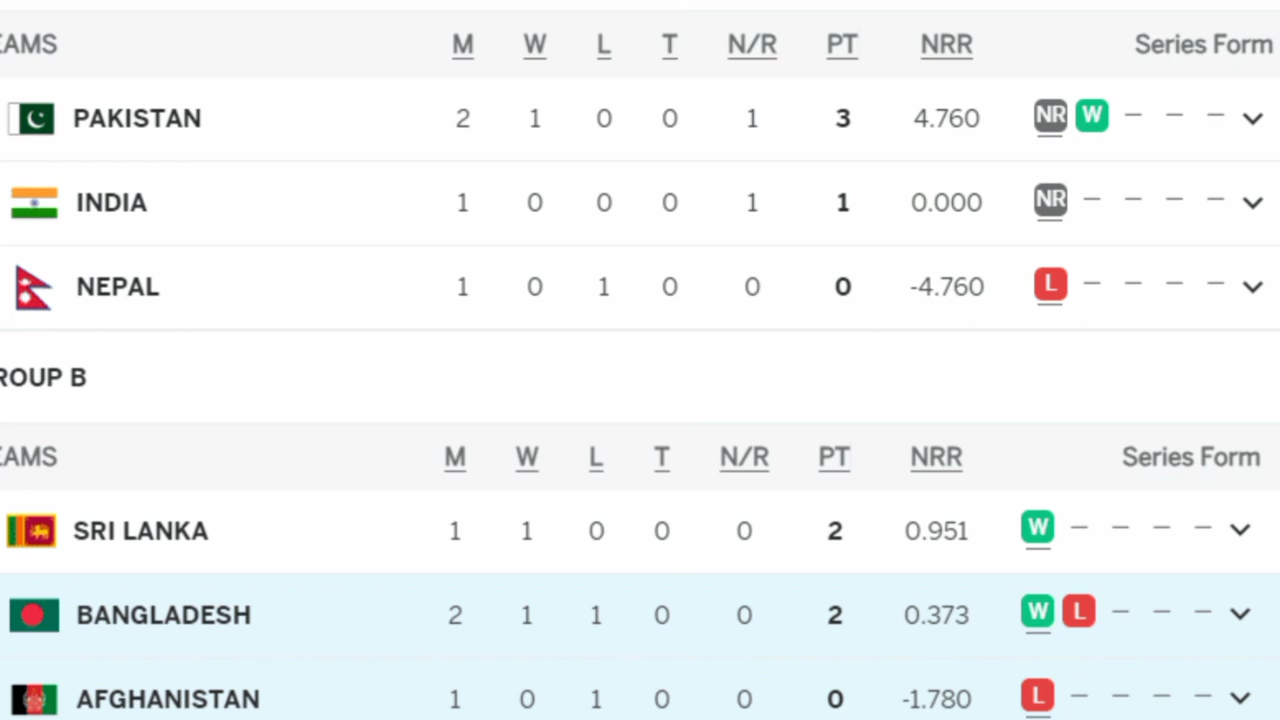 EAMS M W L T N/R PT NRR Series Form
PAKISTAN 2 1 0 0 1 3 4.760 NR W – – –
INDIA 1 0 0 0 1 1 0.000 NR – – – –
NEPAL 1 0 1 0 0 0 -4.760 L – – – –
ROUP B
EAMS M W L T N/R PT NRR Series Form
SRI LANKA 1 1 0 0 0 2 0.951 W – – – –
BANGLADESH 2 1 1 0 0 2 0.373 W L – – –
AFGHANISTAN 1 0 1 0 0 0 -1.780 L – – – –